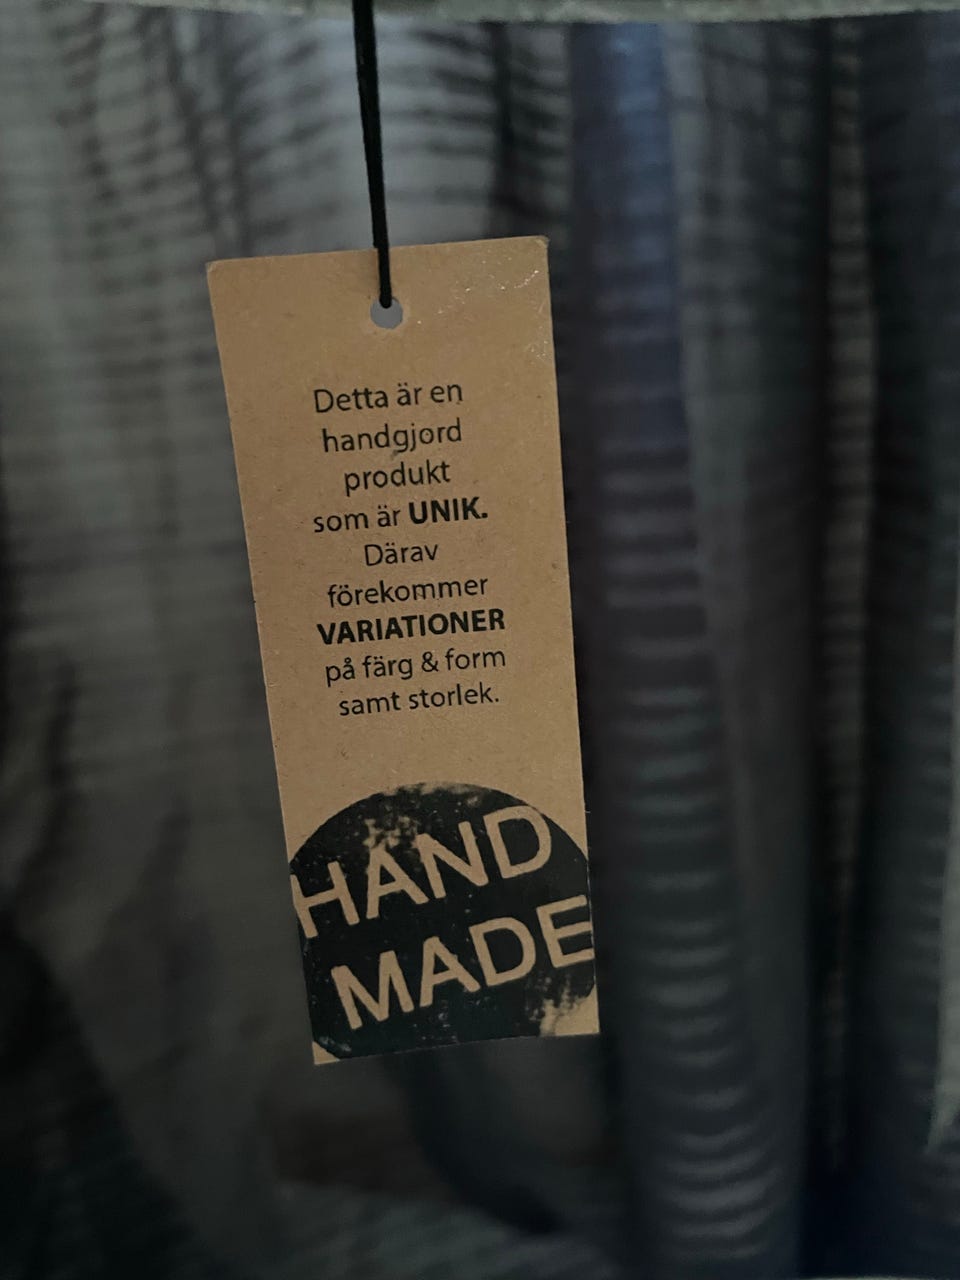 Detta är en
handgjord
produkt
som är UNIK.
Därav
förekommer
VARIATIONER
på färg & form
samt storlek.
HAND
MADE